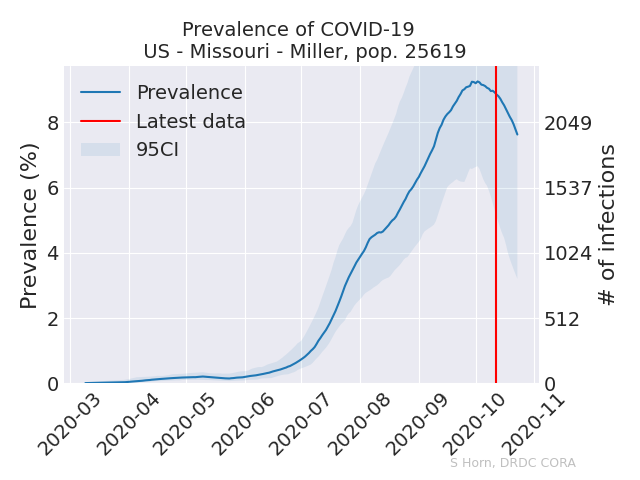 Prevalence of COVID-19
US - Missouri - Miller, pop. 25619
Prevalence
Latest data
95CI
Prevalence (%)
8
6
4
2
0
2049
1537
1024
512
0
# of infections
2020-03
2020-04
2020-05
2020-06
2020-07
2020-08
2020-09
2020-10
2020-11
S Horn, DRDC CORA